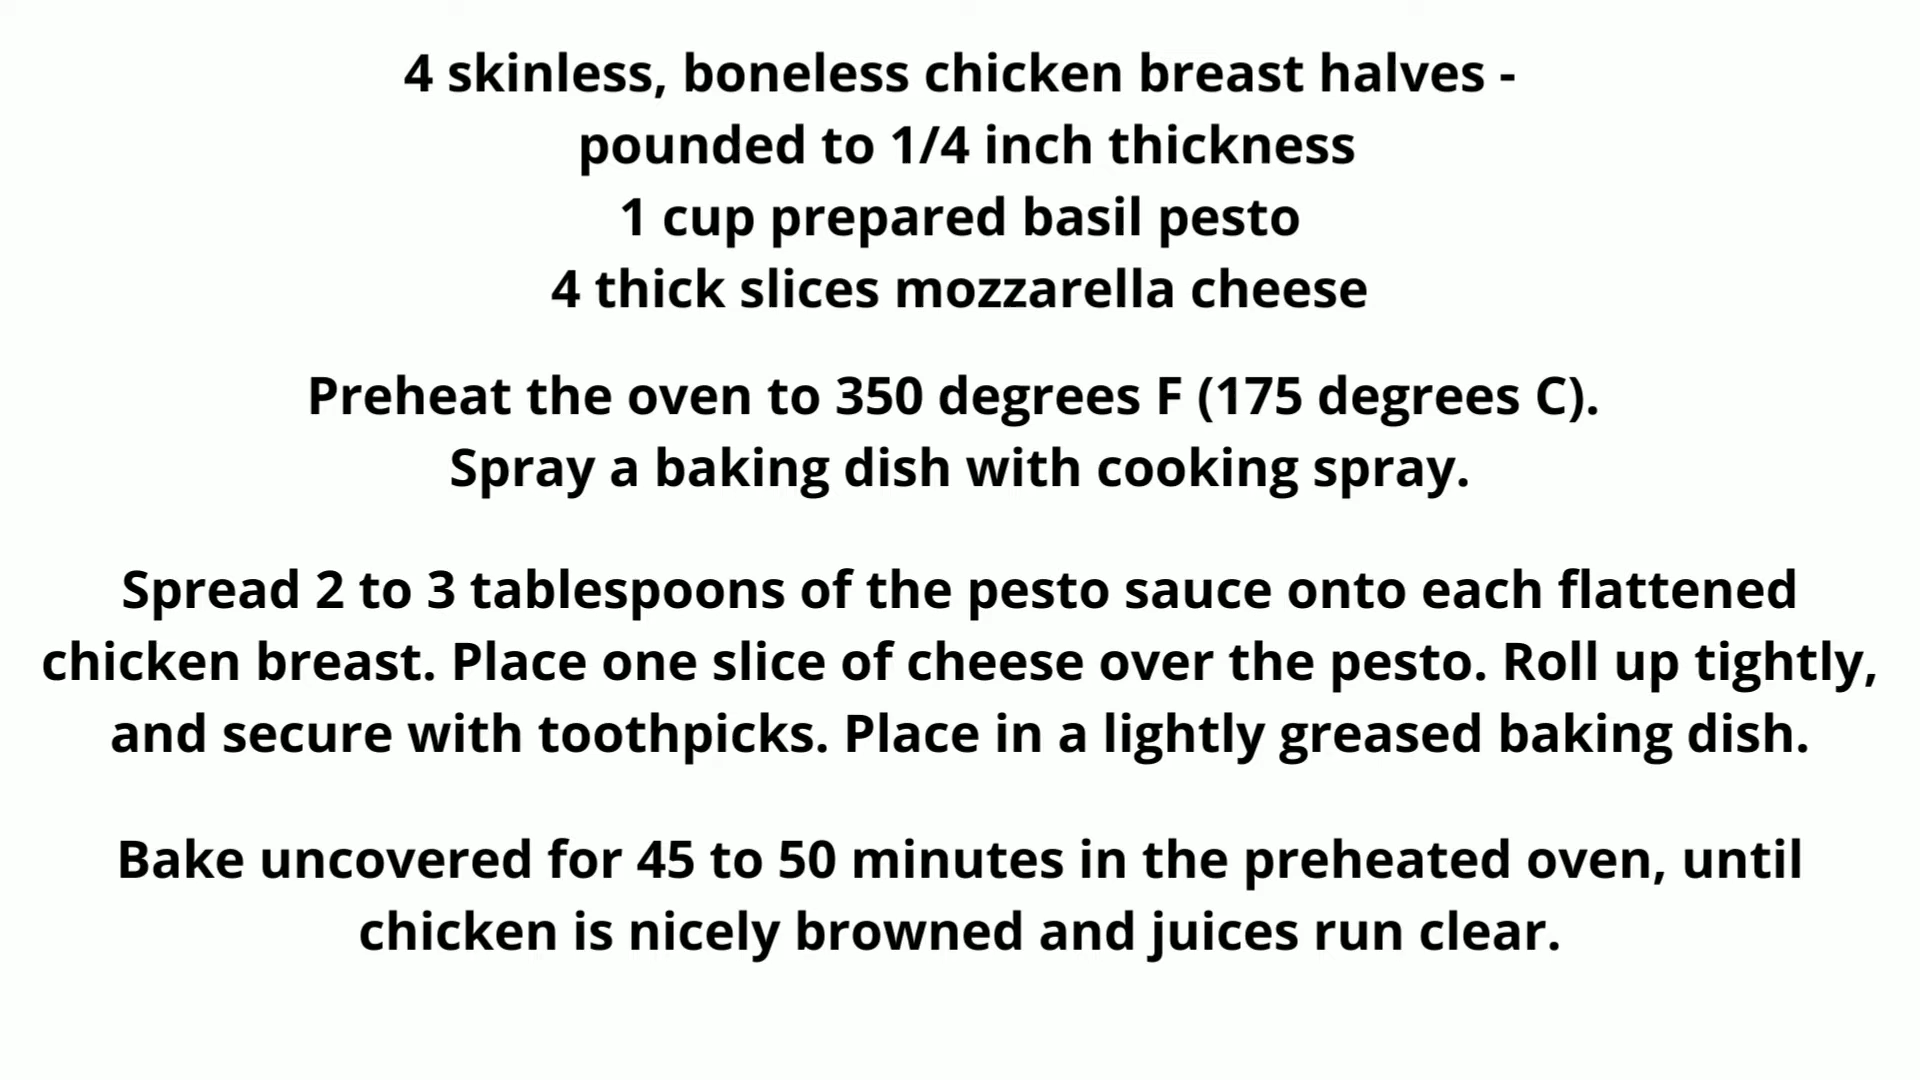 4 skinless, boneless chicken breast halves -
pounded to 1/4 inch thickness
1 cup prepared basil pesto
4 thick slices mozzarella cheese
Preheat the oven to 350 degrees F (175 degrees C).
Spray a baking dish with cooking spray.
Spread 2 to 3 tablespoons of the pesto sauce onto each flattened
chicken breast. Place one slice of cheese over the pesto. Roll up tightly,
and secure with toothpicks. Place in a lightly greased baking dish.
Bake uncovered for 45 to 50 minutes in the preheated oven, until
chicken is nicely browned and juices run clear.